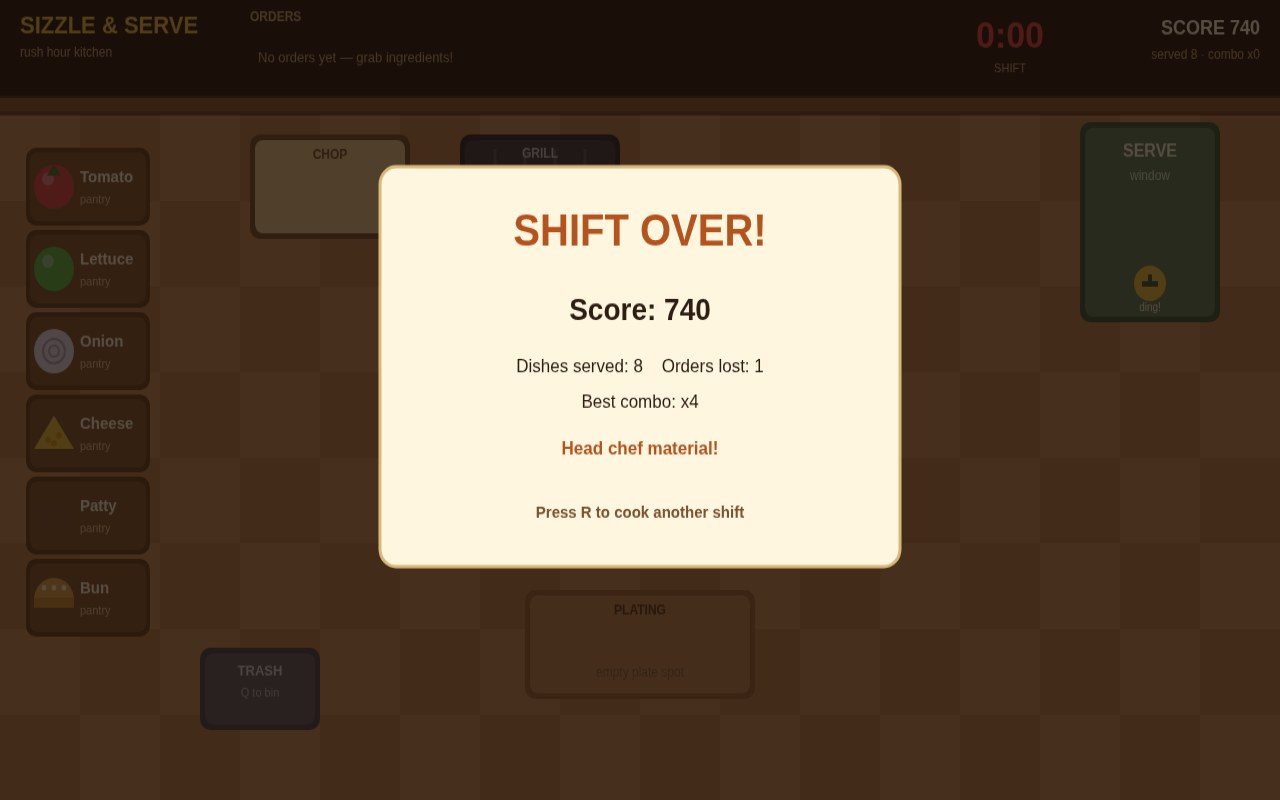 SIZZLE & SERVE
rush hour kitchen
ORDERS
No orders yet — grab ingredients!
0:00
SHIFT
SCORE 740
served 8 · combo x0
Tomato
pantry
Lettuce
pantry
Onion
pantry
Cheese
pantry
Patty
pantry
Bun
pantry
CHOP
GRILL
SERVE
window
ding!
SHIFT OVER!
Score: 740
Dishes served: 8    Orders lost: 1
Best combo: x4
Head chef material!
Press R to cook another shift
PLATING
empty plate spot
TRASH
Q to bin